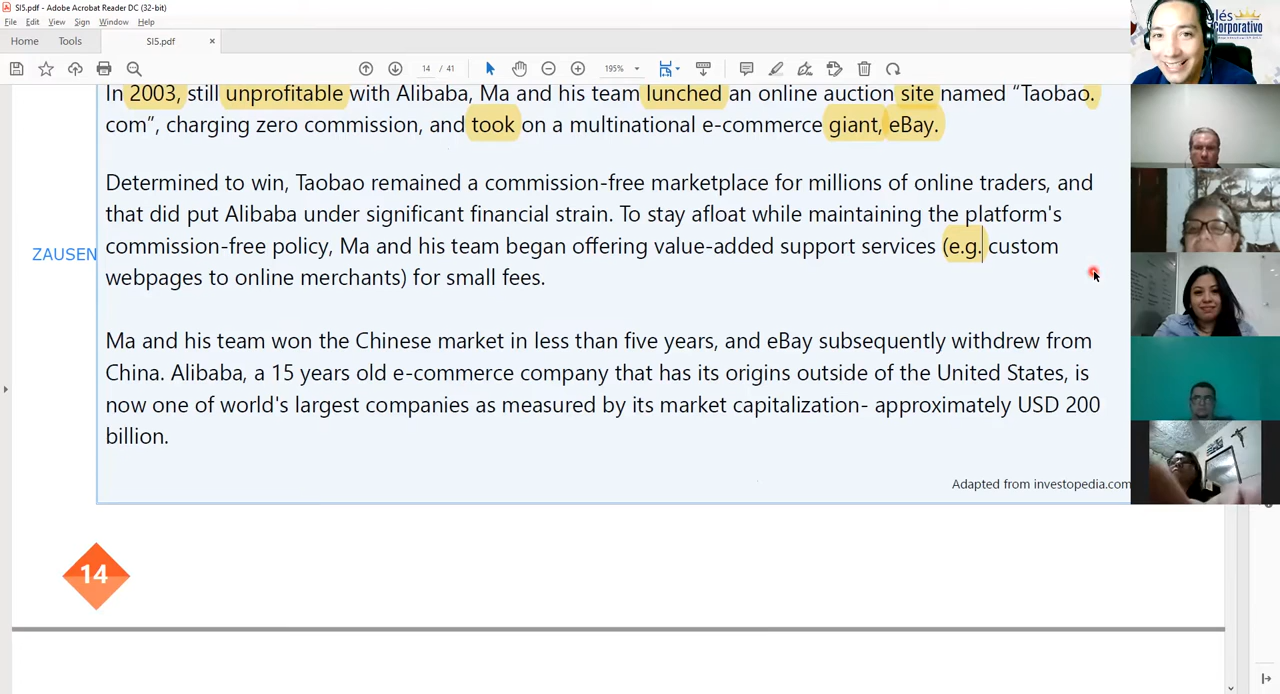 SI5.pdf - Adobe Acrobat Reader DC (32-bit)
File Edit View Sign Window Help
Home Tools SI5.pdf ×
14 / 41 195%
In 2003, still unprofitable with Alibaba, Ma and his team lunched an online auction site named “Taobao.
com”, charging zero commission, and took on a multinational e-commerce giant, eBay.
Determined to win, Taobao remained a commission-free marketplace for millions of online traders, and
that did put Alibaba under significant financial strain. To stay afloat while maintaining the platform's
commission-free policy, Ma and his team began offering value-added support services (e.g. custom
ZAUSEN
webpages to online merchants) for small fees.
Ma and his team won the Chinese market in less than five years, and eBay subsequently withdrew from
China. Alibaba, a 15 years old e-commerce company that has its origins outside of the United States, is
now one of world's largest companies as measured by its market capitalization- approximately USD 200
billion.
Adapted from investopedia.com
14
glés
Corporativo